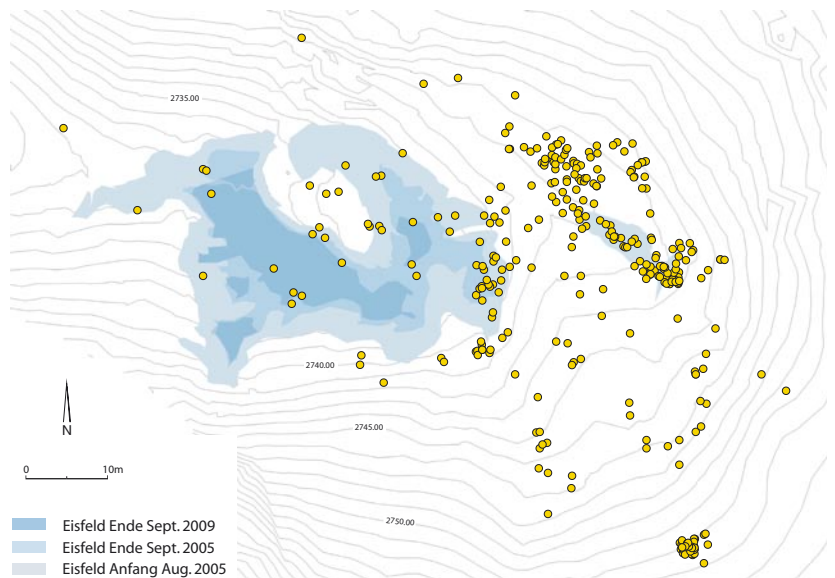 2735.00
2740.00
2745.00
N
0 10m
2750.00
Eisfeld Ende Sept. 2009
Eisfeld Ende Sept. 2005
Eisfeld Anfang Aug. 2005